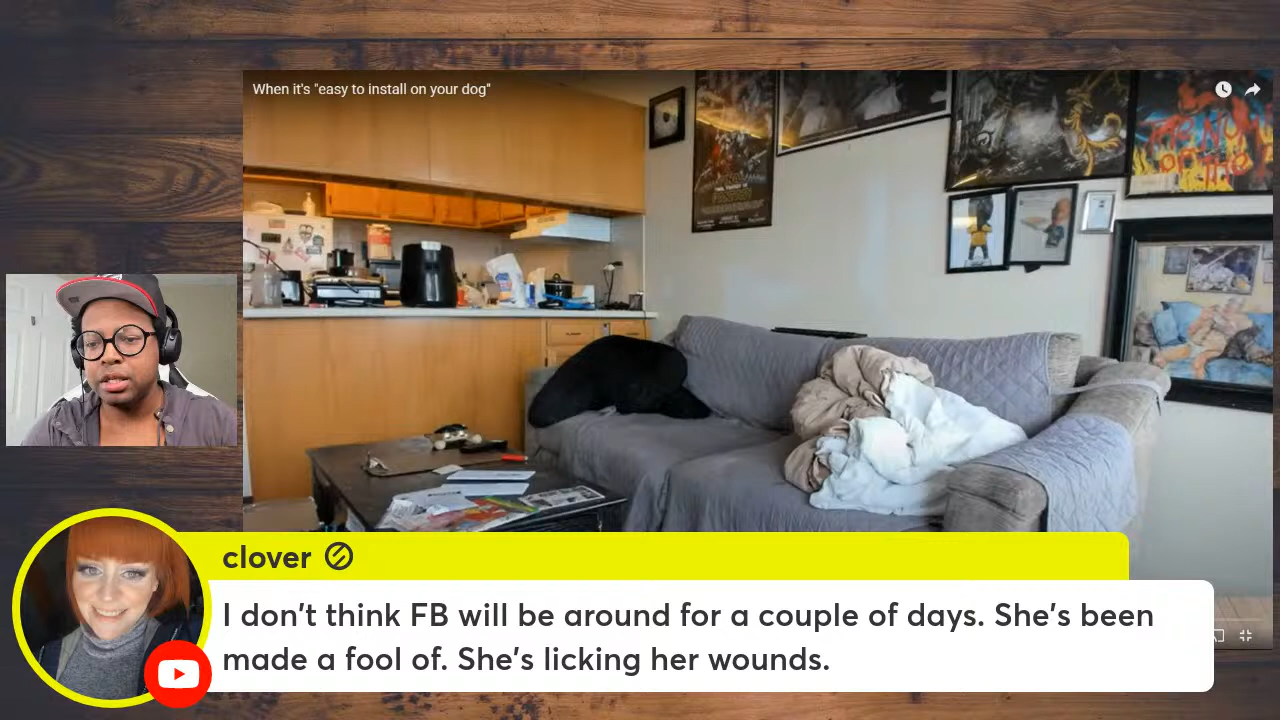 When it's "easy to install on your dog"
clover
I don't think FB will be around for a couple of days. She's been
made a fool of. She's licking her wounds.